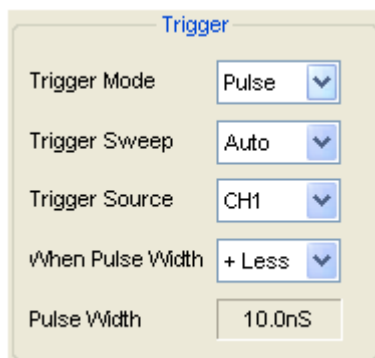 Trigger
Trigger Mode Pulse
Trigger Sweep Auto
Trigger Source CH1
When Pulse Width + Less
Pulse Width 10.0nS